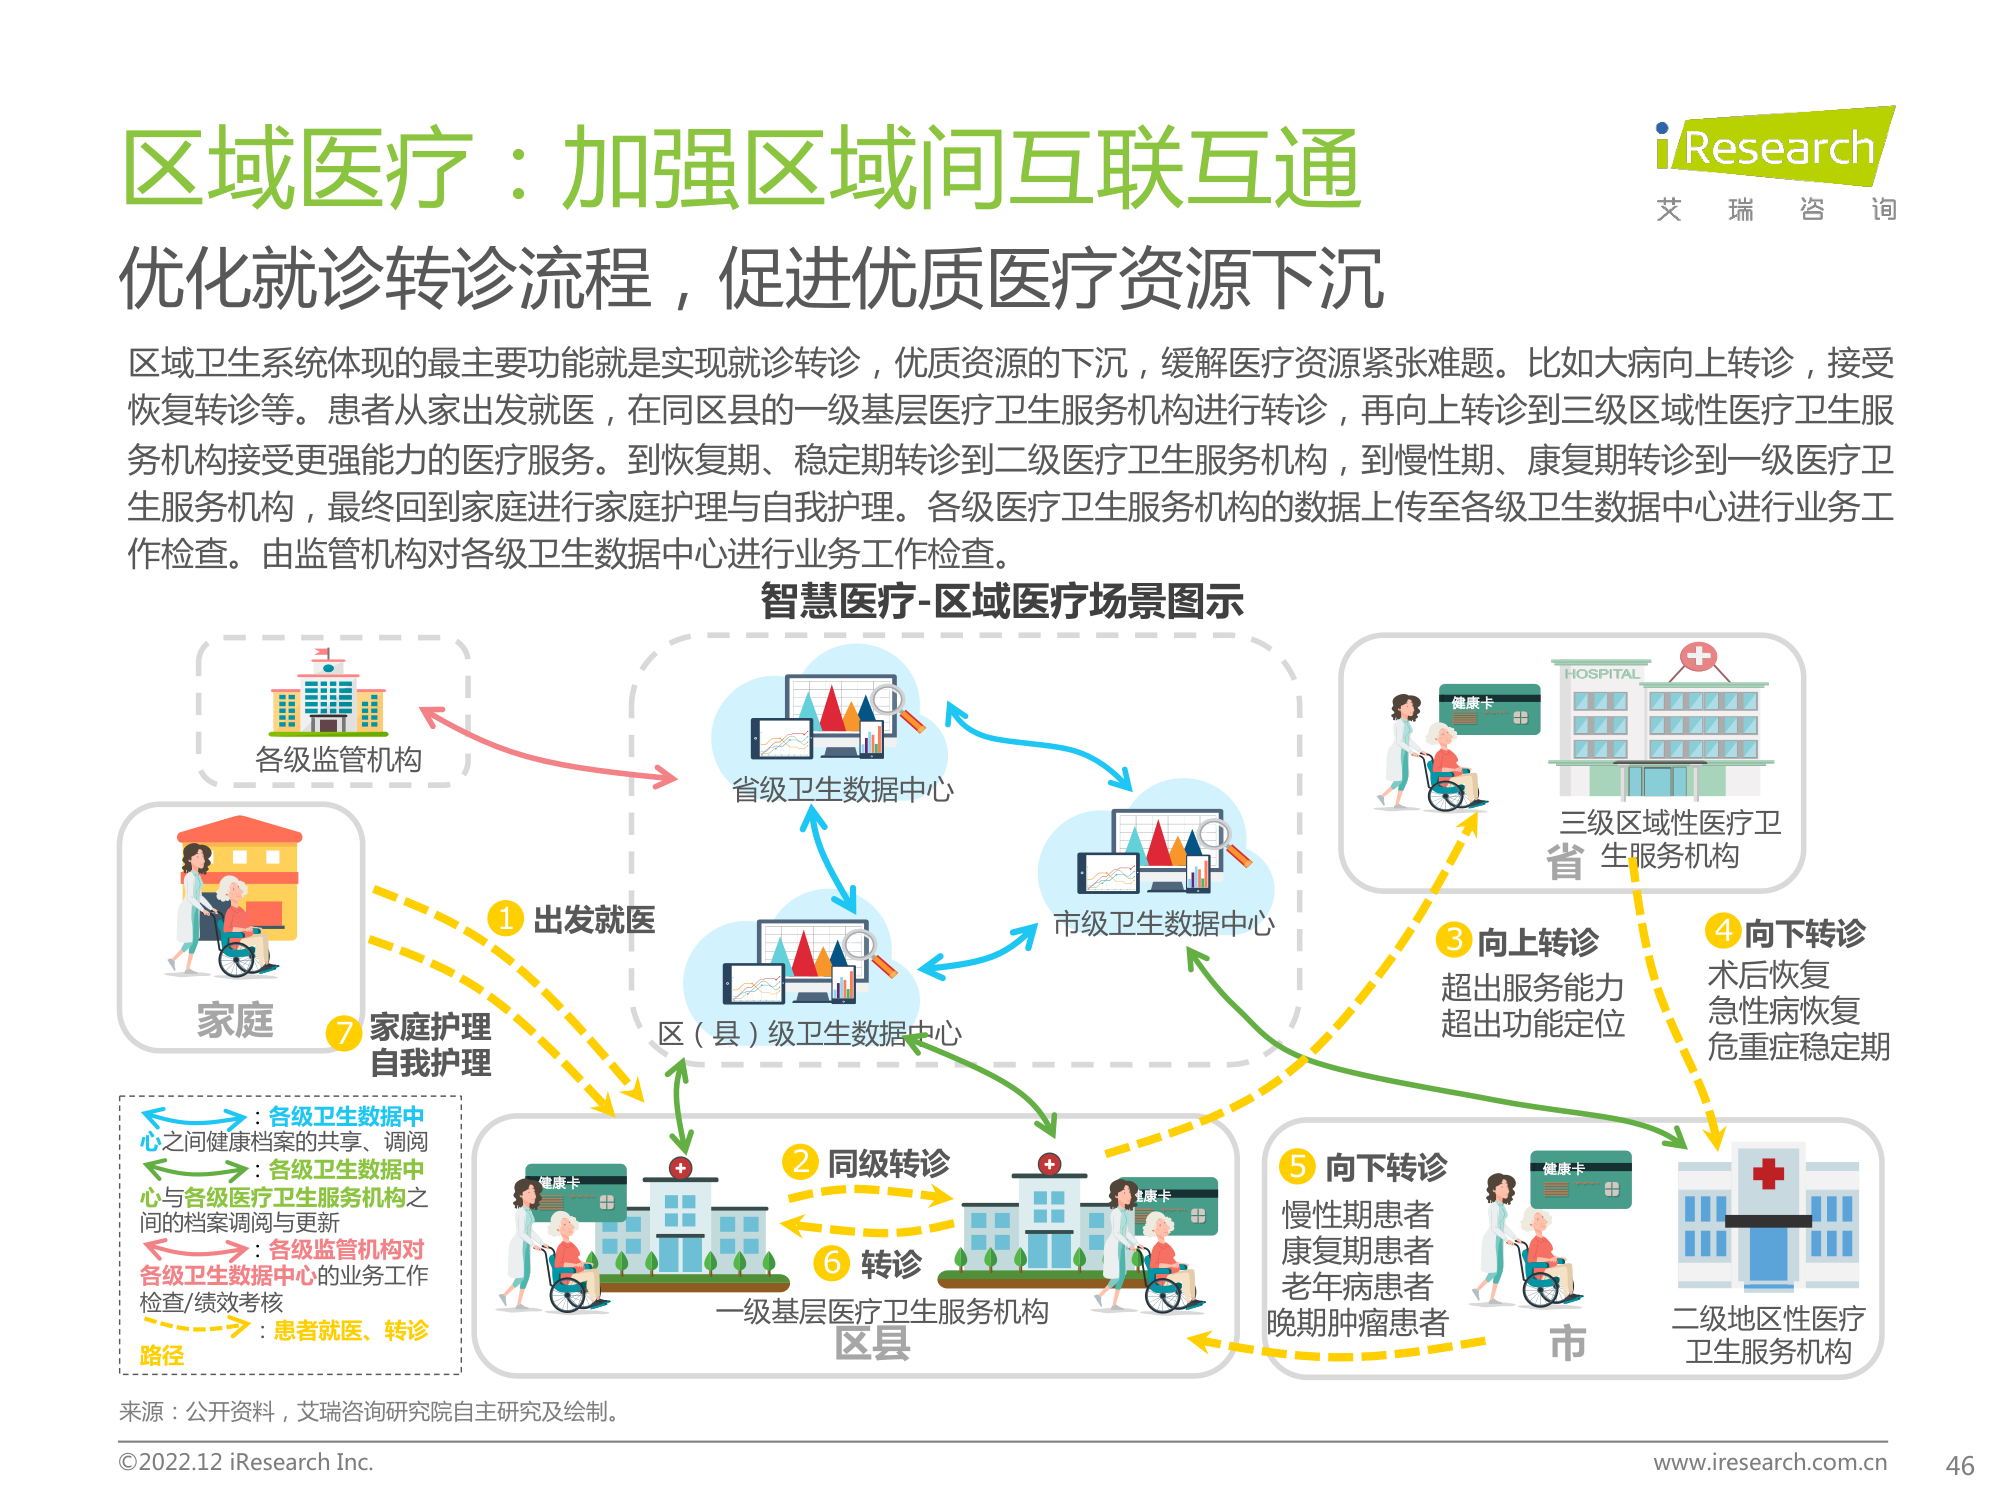 区域医疗：加强区域间互联互通
iResearch
艾瑞咨询
优化就诊转诊流程，促进优质医疗资源下沉
区域卫生系统体现的最主要功能就是实现就诊转诊，优质资源的下沉，缓解医疗资源紧张难题。比如大病向上转诊，接受
恢复转诊等。患者从家出发就医，在同区县的一级基层医疗卫生服务机构进行转诊，再向上转诊到三级区域性医疗卫生服
务机构接受更强能力的医疗服务。到恢复期、稳定期转诊到二级医疗卫生服务机构，到慢性期、康复期转诊到一级医疗卫
生服务机构，最终回到家庭进行家庭护理与自我护理。各级医疗卫生服务机构的数据上传至各级卫生数据中心进行业务工
作检查。由监管机构对各级卫生数据中心进行业务工作检查。
智慧医疗-区域医疗场景图示
各级监管机构
省级卫生数据中心
市级卫生数据中心
区（县）级卫生数据中心
健康卡
HOSPITAL
三级区域性医疗卫
生服务机构
省
家庭
1 出发就医
7 家庭护理
自我护理
3 向上转诊
超出服务能力
超出功能定位
4 向下转诊
术后恢复
急性病恢复
危重症稳定期
：各级卫生数据中
心之间健康档案的共享、调阅
：各级卫生数据中
心与各级医疗卫生服务机构之
间的档案调阅与更新
：各级监管机构对
各级卫生数据中心的业务工作
检查/绩效考核
：患者就医、转诊
路径
健康卡
2 同级转诊
6 转诊
健康卡
一级基层医疗卫生服务机构
区县
5 向下转诊
慢性期患者
康复期患者
老年病患者
晚期肿瘤患者
健康卡
市
二级地区性医疗
卫生服务机构
来源：公开资料，艾瑞咨询研究院自主研究及绘制。
©2022.12 iResearch Inc.
www.iresearch.com.cn
46